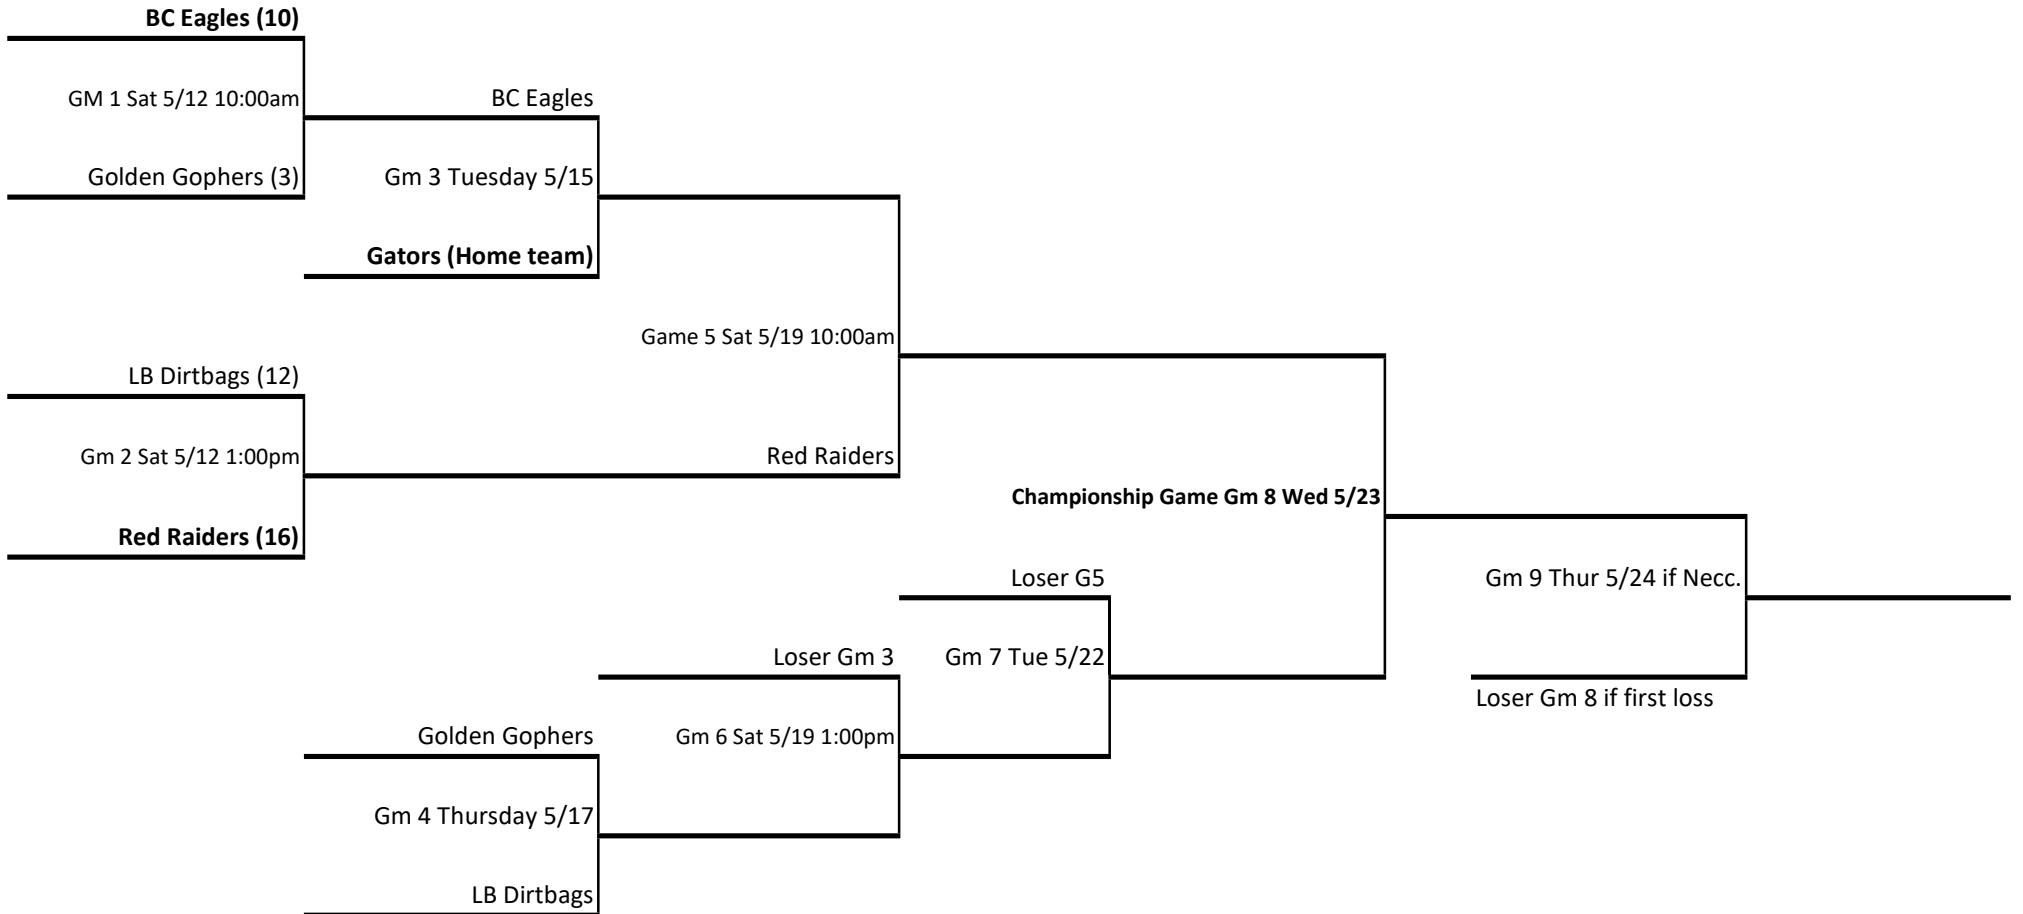 BC Eagles (10)
GM 1 Sat 5/12 10:00am
BC Eagles
Golden Gophers (3)
Gm 3 Tuesday 5/15
Gators (Home team)
Game 5 Sat 5/19 10:00am
LB Dirtbags (12)
Gm 2 Sat 5/12 1:00pm
Red Raiders
Championship Game Gm 8 Wed 5/23
Red Raiders (16)
Loser G5
Gm 9 Thur 5/24 if Necc.
Loser Gm 3
Gm 7 Tue 5/22
Loser Gm 8 if first loss
Golden Gophers
Gm 6 Sat 5/19 1:00pm
Gm 4 Thursday 5/17
LB Dirtbags